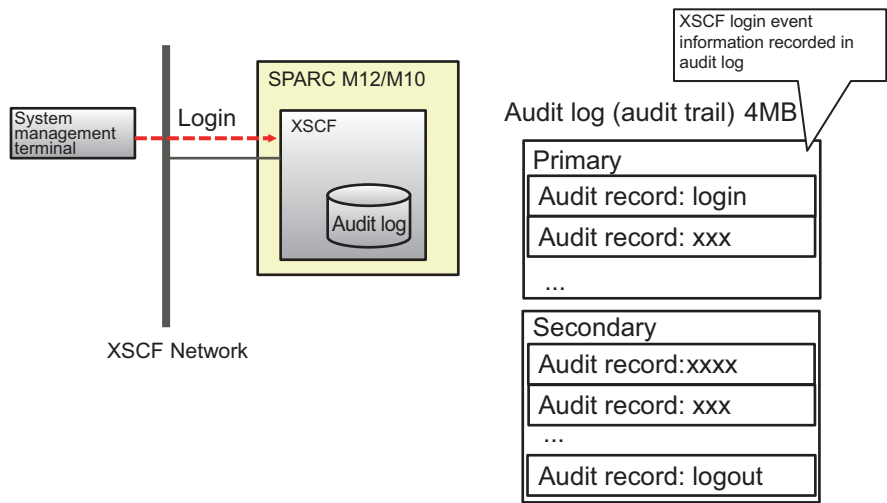 XSCF login event
information recorded in
audit log
SPARC M12/M10
System
management
terminal
Login
XSCF
Audit log
XSCF Network
Audit log (audit trail) 4MB
Primary
Audit record: login
Audit record: xxx
...
Secondary
Audit record:xxxx
Audit record: xxx
...
Audit record: logout